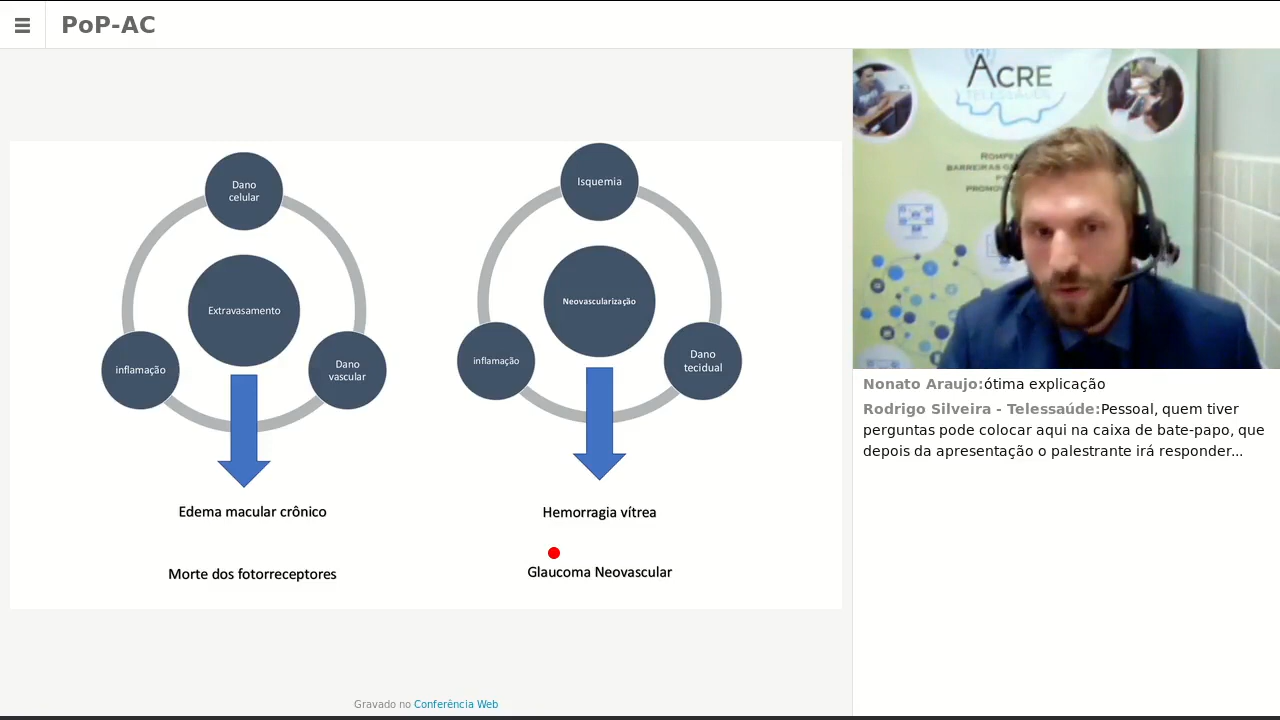 PoP-AC
Dano
celular
Extravasamento
inflamação
Dano
vascular
Edema macular crônico
Morte dos fotorreceptores
Isquemia
Neovascularização
inflamação
Dano
tecidual
Hemorragia vítrea
Glaucoma Neovascular
Gravado no Conferência Web
ACRE
TELESSAÚDE
Nonato Araujo:ótima explicação
Rodrigo Silveira - Telessaúde:Pessoal, quem tiver
perguntas pode colocar aqui na caixa de bate-papo, que
depois da apresentação o palestrante irá responder...